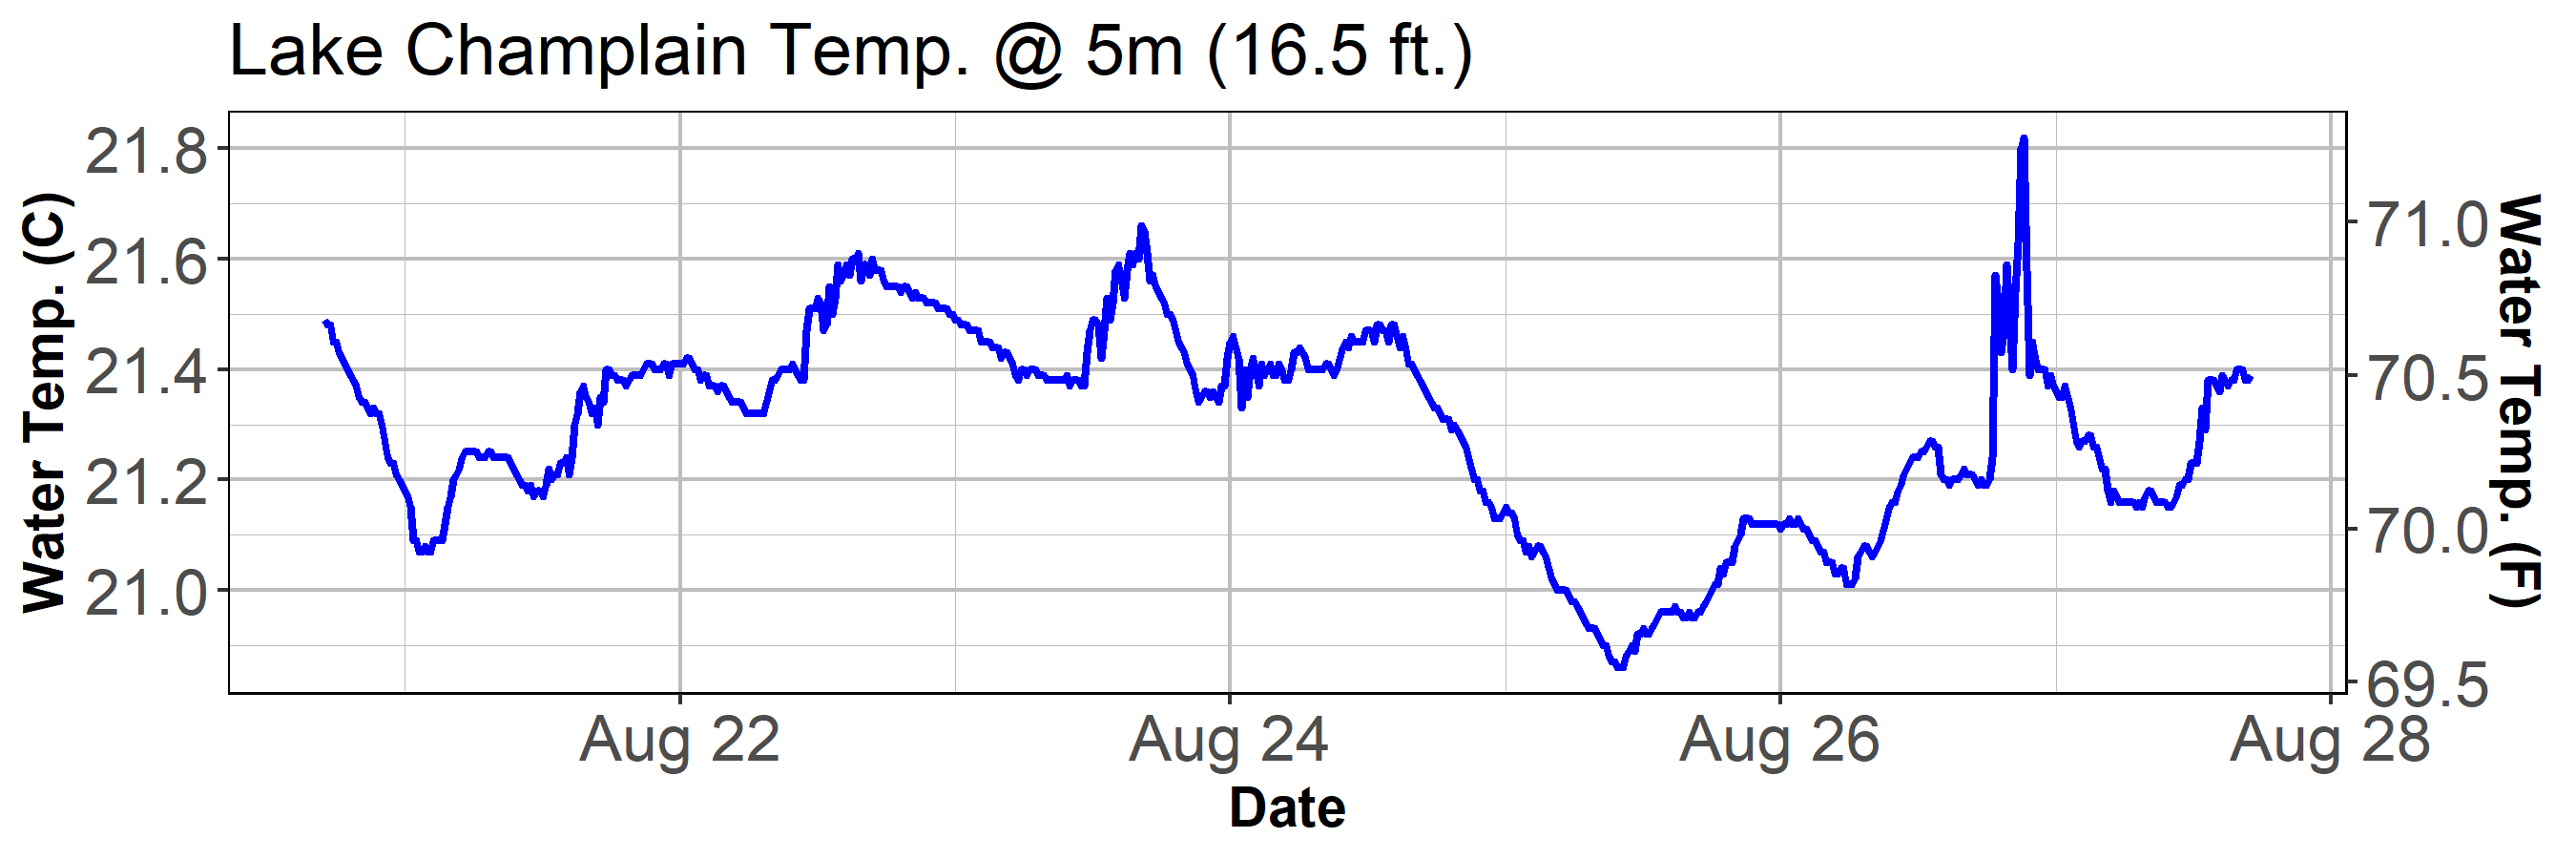 Lake Champlain Temp. @ 5m (16.5 ft.)
Water Temp. (C)
21.8
21.6
21.4
21.2
21.0
71.0
70.5
70.0
69.5
Water Temp. (F)
Aug 22 Aug 24 Aug 26 Aug 28
Date